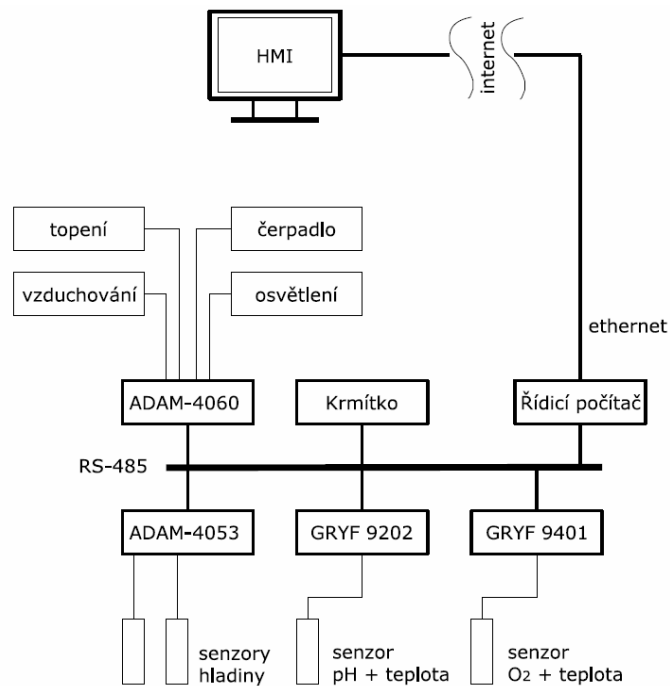 HMI
internet
topení
čerpadlo
vzduchování
osvětlení
ethernet
ADAM-4060
Krmítko
Řídicí počítač
RS-485
ADAM-4053
GRYF 9202
GRYF 9401
senzory
hladiny
senzor
pH + teplota
senzor
O2 + teplota